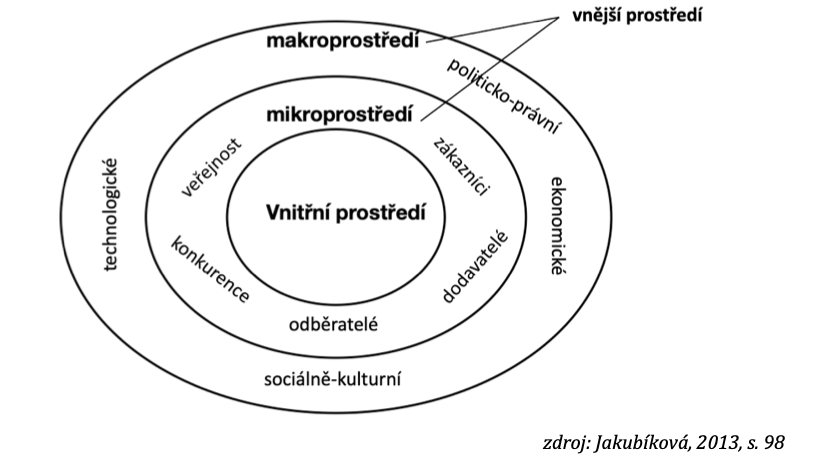 vnější prostředí
makroprostředí
politicko-právní
mikroprostředí
veřejnost
zákazníci
technologické
ekonomické
Vnitřní prostředí
konkurence
dodavatelé
odběratelé
sociálně-kulturní
zdroj: Jakubíková, 2013, s. 98